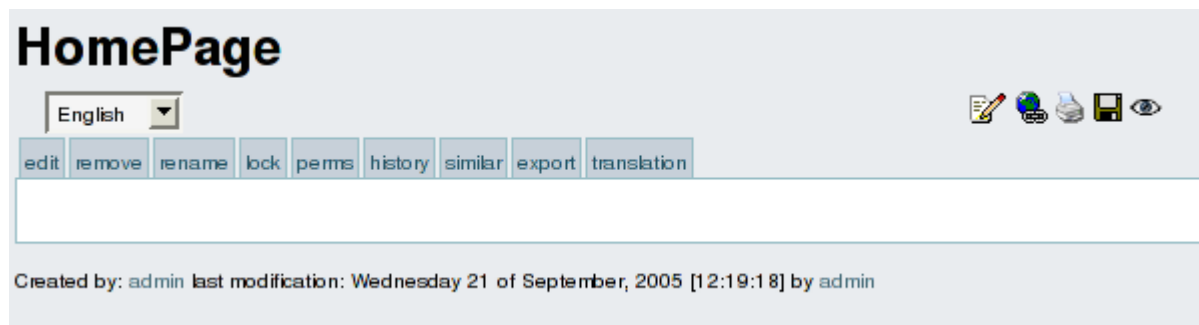 HomePage
English
edit remove rename lock perms history similar export translation
Created by: admin last modification: Wednesday 21 of September, 2005 [12:19:18] by admin